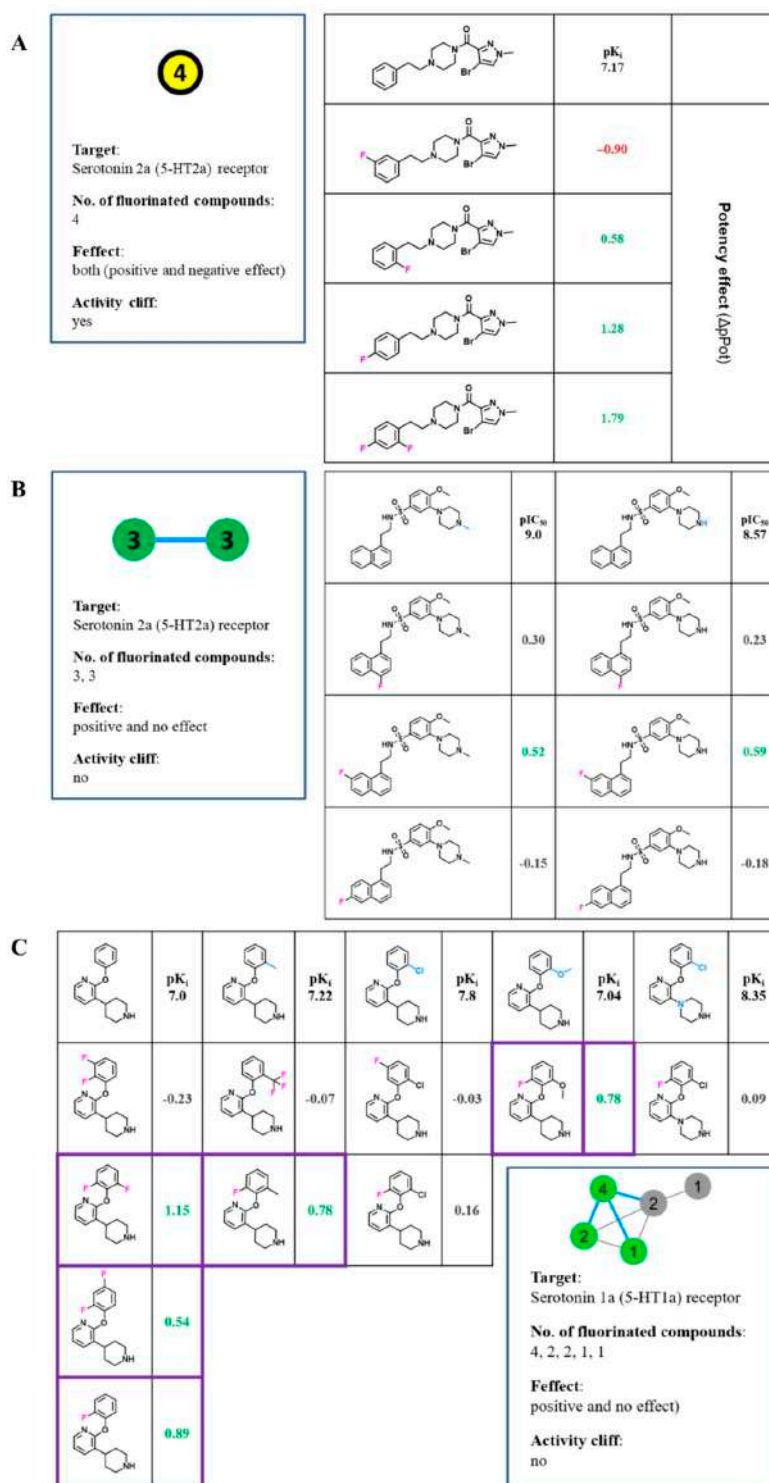 A
4
Target:
Serotonin 2a (5-HT2a) receptor
No. of fluorinated compounds:
4
Feffect:
both (positive and negative effect)
Activity cliff:
yes
pKi
7.17
−0.90
0.58
1.28
1.79
Potency effect (ΔpPot)
B
3 3
Target:
Serotonin 2a (5-HT2a) receptor
No. of fluorinated compounds:
3, 3
Feffect:
positive and no effect
Activity cliff:
no
pIC50 pIC50
9.0 8.57
0.30 0.23
0.52 0.59
-0.15 -0.18
C
pKi pKi pKi pKi pKi
7.0 7.22 7.8 7.04 8.35
-0.23 -0.07 -0.03 0.78 0.09
1.15 0.78 0.16
0.54
0.89
4 2 1
2 1
Target:
Serotonin 1a (5-HT1a) receptor
No. of fluorinated compounds:
4, 2, 2, 1, 1
Feffect:
positive and no effect)
Activity cliff:
no